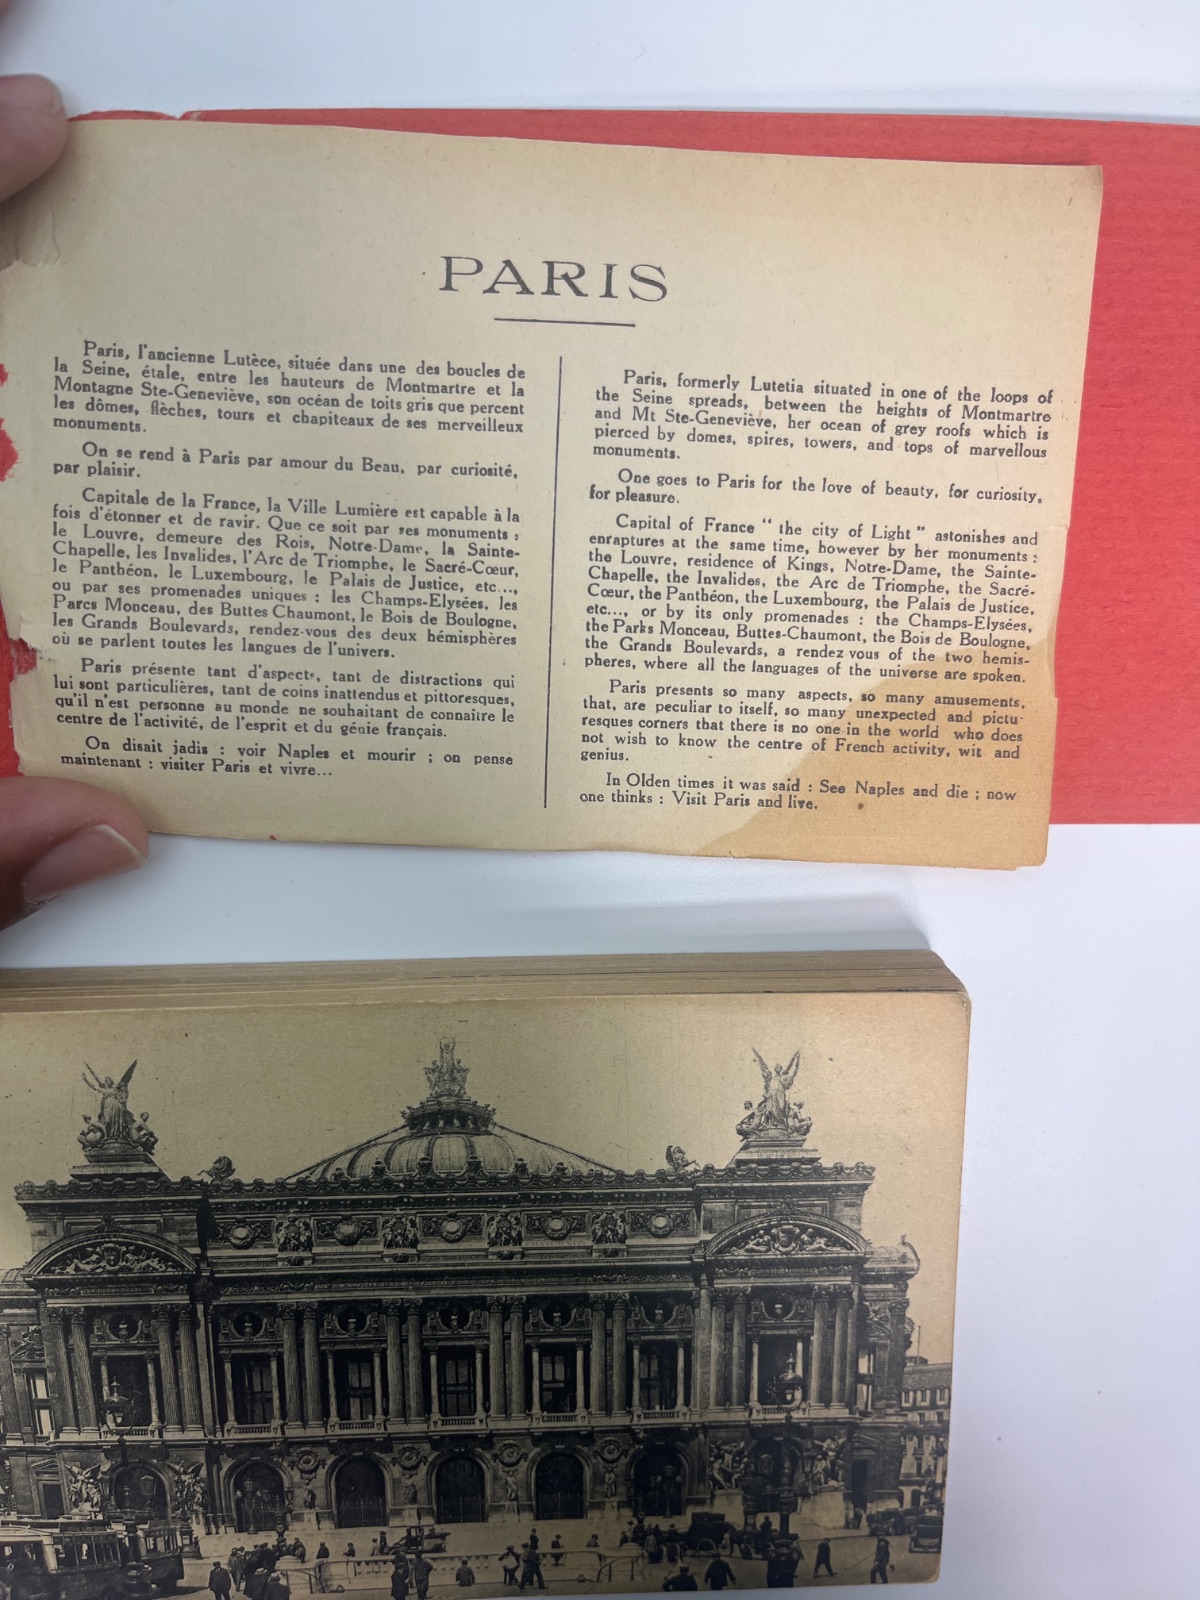 PARIS
Paris, l'ancienne Lutèce, située dans une des boucles de
la Seine, étale, entre les hauteurs de Montmartre et la
Montagne Ste-Geneviève, son océan de toits gris que percent
les dômes, flèches, tours et chapiteaux de ses merveilleux
monuments.
On se rend à Paris par amour du Beau, par curiosité,
par plaisir.
Capitale de la France, la Ville Lumière est capable à la
fois d'étonner et de ravir. Que ce soit par ses monuments :
le Louvre, demeure des Rois, Notre-Dame, la Sainte-
Chapelle, les Invalides, l'Arc de Triomphe, le Sacré-Cœur,
le Panthéon, le Luxembourg, le Palais de Justice, etc...,
ou par ses promenades uniques : les Champs-Elysées, les
Parcs Monceau, des Buttes Chaumont, le Bois de Boulogne,
les Grands Boulevards, rendez-vous des deux hémisphères
où se parlent toutes les langues de l'univers.
Paris présente tant d'aspects, tant de distractions qui
lui sont particulières, tant de coins inattendus et pittoresques,
qu'il n'est personne au monde ne souhaitant de connaître le
centre de l'activité, de l'esprit et du génie français.
On disait jadis : voir Naples et mourir ; on pense
maintenant : visiter Paris et vivre...
Paris, formerly Lutetia situated in one of the loops of
the Seine spreads, between the heights of Montmartre
and Mt Ste-Geneviève, her ocean of grey roofs which is
pierced by domes, spires, towers, and tops of marvellous
monuments.
One goes to Paris for the love of beauty, for curiosity,
for pleasure.
Capital of France " the city of Light " astonishes and
enraptures at the same time, however by her monuments :
the Louvre, residence of Kings, Notre-Dame, the Sainte-
Chapelle, the Invalides, the Arc de Triomphe, the Sacré-
Cœur, the Panthéon, the Luxembourg, the Palais de Justice,
etc..., or by its only promenades : the Champs-Elysées,
the Parks Monceau, Buttes-Chaumont, the Bois de Boulogne,
the Grands Boulevards, a rendez vous of the two hemis-
pheres, where all the languages of the universe are spoken.
Paris presents so many aspects, so many amusements,
that, are peculiar to itself, so many unexpected and pictu-
resques corners that there is no one in the world who does
not wish to know the centre of French activity, wit and
genius.
In Olden times it was said : See Naples and die ; now
one thinks : Visit Paris and live.